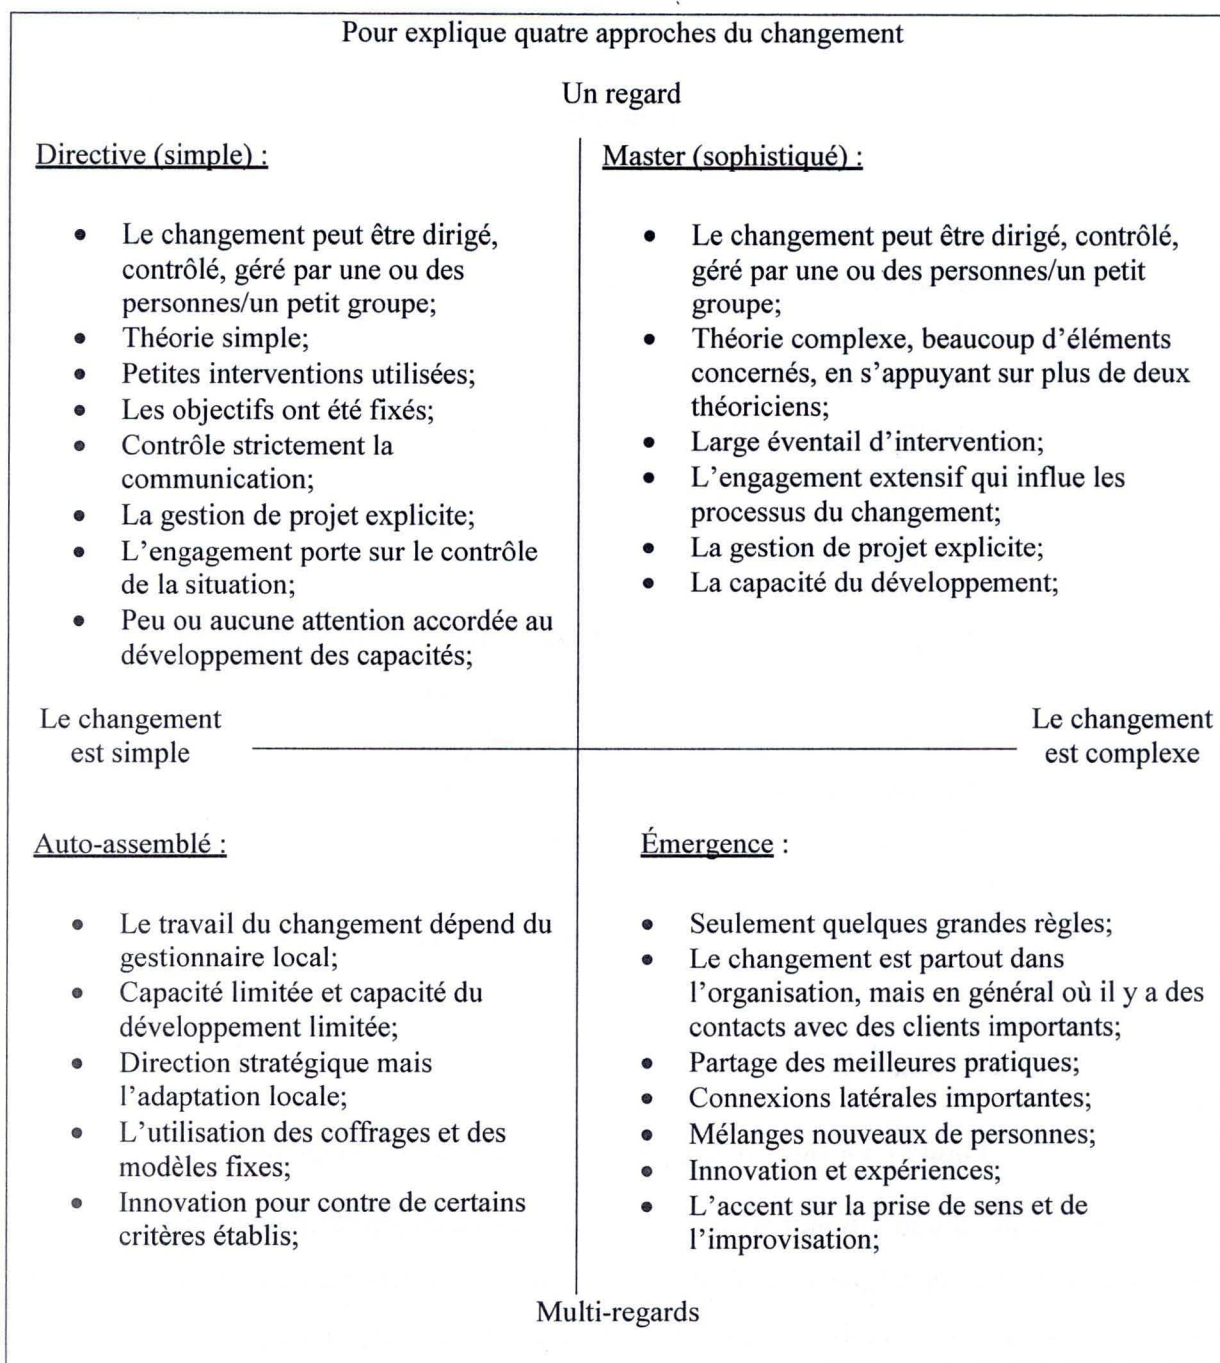 Pour explique quatre approches du changement
Un regard
Directive (simple) :
• Le changement peut être dirigé,
contrôlé, géré par une ou des
personnes/un petit groupe;
• Théorie simple;
• Petites interventions utilisées;
• Les objectifs ont été fixés;
• Contrôle strictement la
communication;
• La gestion de projet explicite;
• L'engagement porte sur le contrôle
de la situation;
• Peu ou aucune attention accordée au
développement des capacités;
Master (sophistiqué) :
• Le changement peut être dirigé, contrôlé,
géré par une ou des personnes/un petit
groupe;
• Théorie complexe, beaucoup d'éléments
concernés, en s'appuyant sur plus de deux
théoriciens;
• Large éventail d'intervention;
• L'engagement extensif qui influe les
processus du changement;
• La gestion de projet explicite;
• La capacité du développement;
Le changement
est simple
Le changement
est complexe
Auto-assemblé :
• Le travail du changement dépend du
gestionnaire local;
• Capacité limitée et capacité du
développement limitée;
• Direction stratégique mais
l'adaptation locale;
• L'utilisation des coffrages et des
modèles fixes;
• Innovation pour contre de certains
critères établis;
Émergence :
• Seulement quelques grandes règles;
• Le changement est partout dans
l'organisation, mais en général où il y a des
contacts avec des clients importants;
• Partage des meilleures pratiques;
• Connexions latérales importantes;
• Mélanges nouveaux de personnes;
• Innovation et expériences;
• L'accent sur la prise de sens et de
l'improvisation;
Multi-regards